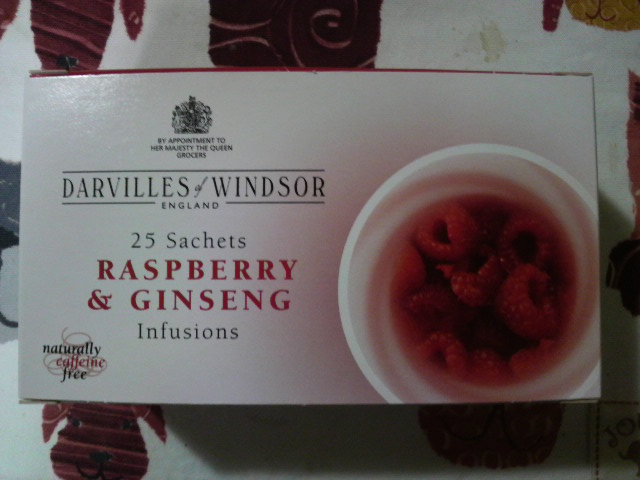 BY APPOINTMENT TO
HER MAJESTY THE QUEEN
GROCERS
DARVILLES of WINDSOR
ENGLAND
25 Sachets
RASPBERRY
& GINSENG
Infusions
naturally
caffeine
free